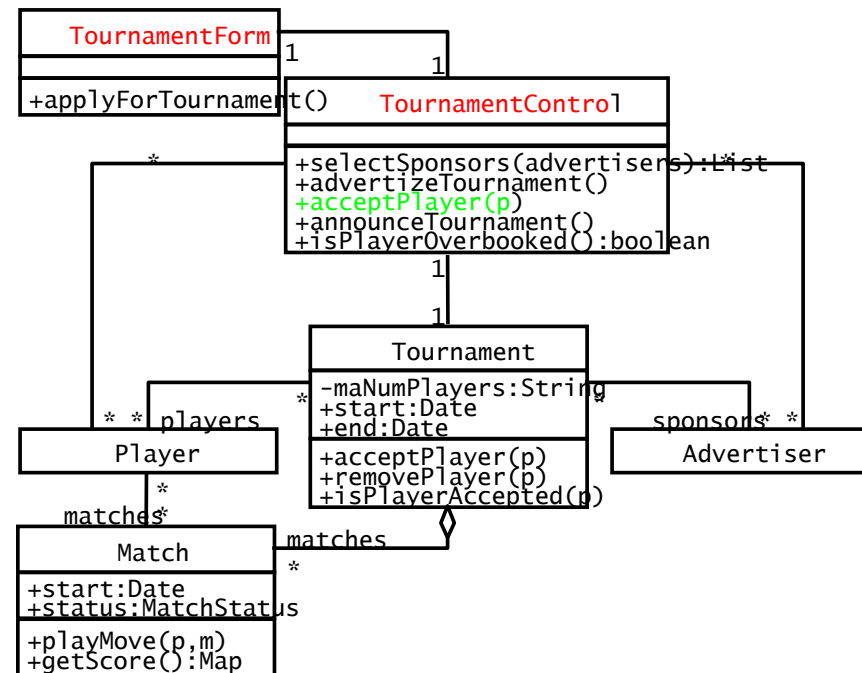 TournamentForm
1
1
+applyForTournament()
TournamentControl
*
*
+selectSponsors(advertisers):List
+advertizeTournament()
+acceptPlayer(p)
+announceTournament()
+isPlayerOverbooked():boolean
1
1
Tournament
-maNumPlayers:String
+start:Date
+end:Date
*
*
* * players
sponsors* *
Player
Advertiser
+acceptPlayer(p)
+removePlayer(p)
+isPlayerAccepted(p)
*
matches*
Match
matches
*
+start:Date
+status:MatchStatus
+playMove(p,m)
+getScore():Map